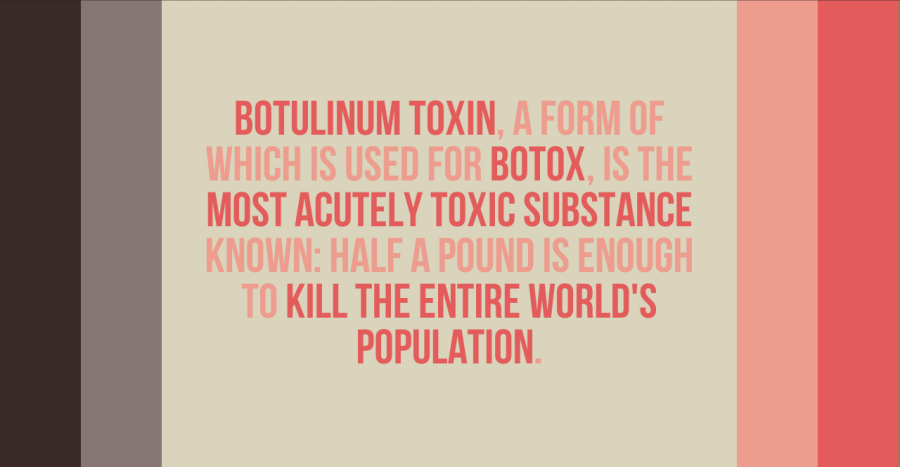 BOTULINUM TOXIN, A FORM OF
WHICH IS USED FOR BOTOX, IS THE
MOST ACUTELY TOXIC SUBSTANCE
KNOWN: HALF A POUND IS ENOUGH
TO KILL THE ENTIRE WORLD'S
POPULATION.